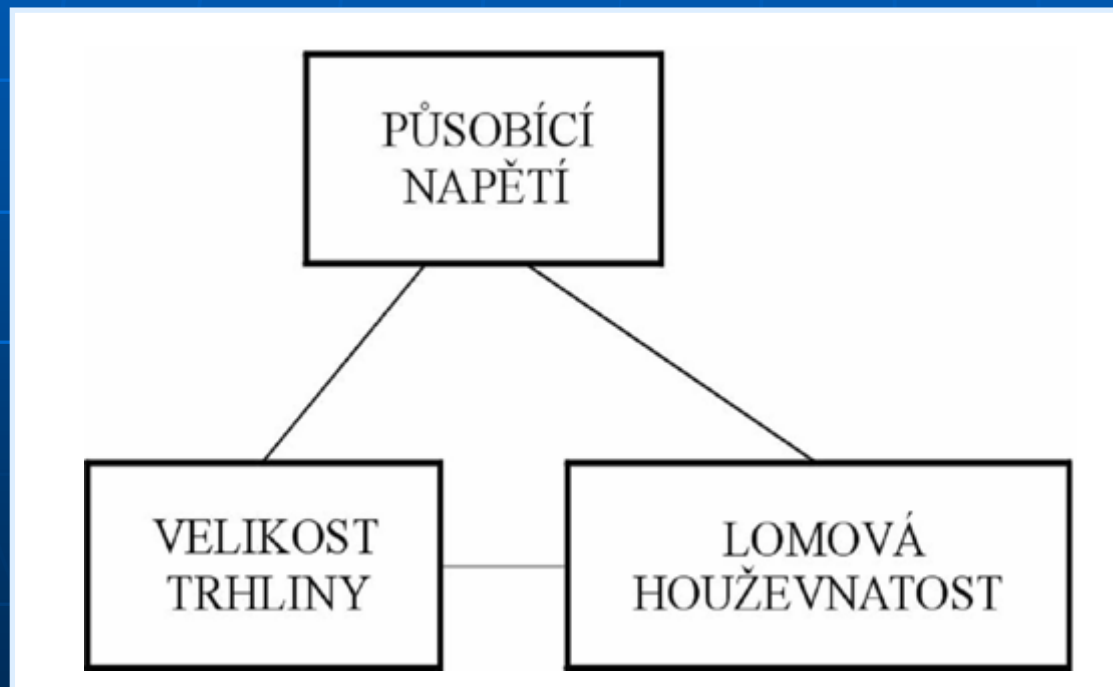 PŮSOBÍCÍ
NAPĚTÍ
VELIKOST
TRHLINY
LOMOVÁ
HOUŽEVNATOST